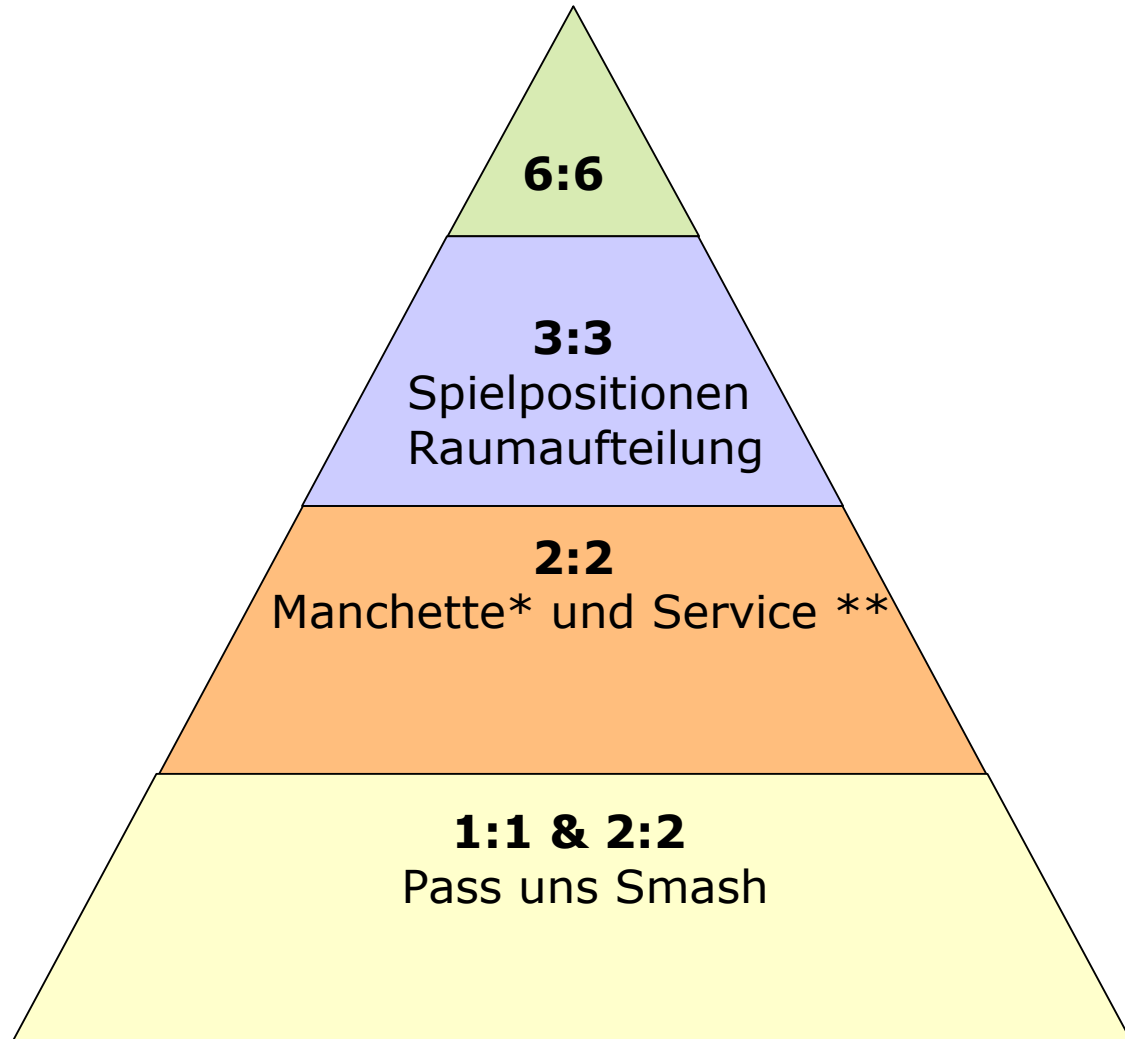 6:6
3:3
Spielpositionen
Raumaufteilung
2:2
Manchette* und Service **
1:1 & 2:2
Pass uns Smash